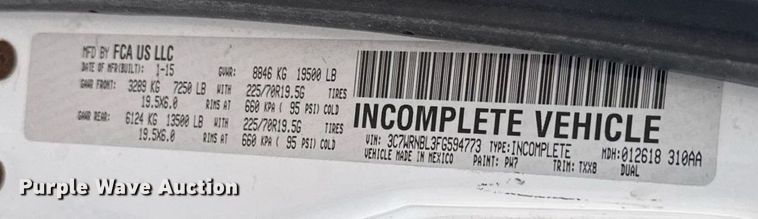 MFD BY FCA US LLC
DATE OF MFR(BUILT): 1-15 GVWR: 8846 KG 19500 LB
GAWR FRONT: 3289 KG 7250 LB WITH 225/70R19.5G TIRES
19.5X6.0 RIMS AT 660 KPA ( 95 PSI) COLD
GAWR REAR: 6124 KG 13500 LB WITH 225/70R19.5G TIRES
19.5X6.0 RIMS AT 660 KPA ( 95 PSI) COLD
INCOMPLETE VEHICLE
VIN: 3C7WRNBL3FG594773 TYPE: INCOMPLETE MDH: 012618 310AA
VEHICLE MADE IN MEXICO PAINT: PW7 TRIM: TXX8 DUAL
Purple Wave Auction